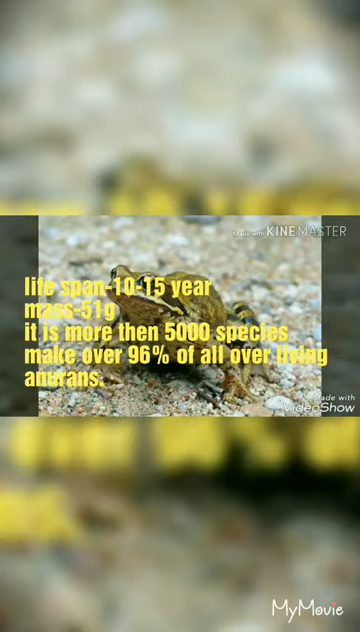 Made with KINEMASTER
life span-10-15 year
mass-51g
it is more then 5000 species
make over 96% of all over living
anurans.
Made with
VideoShow
MyMovie